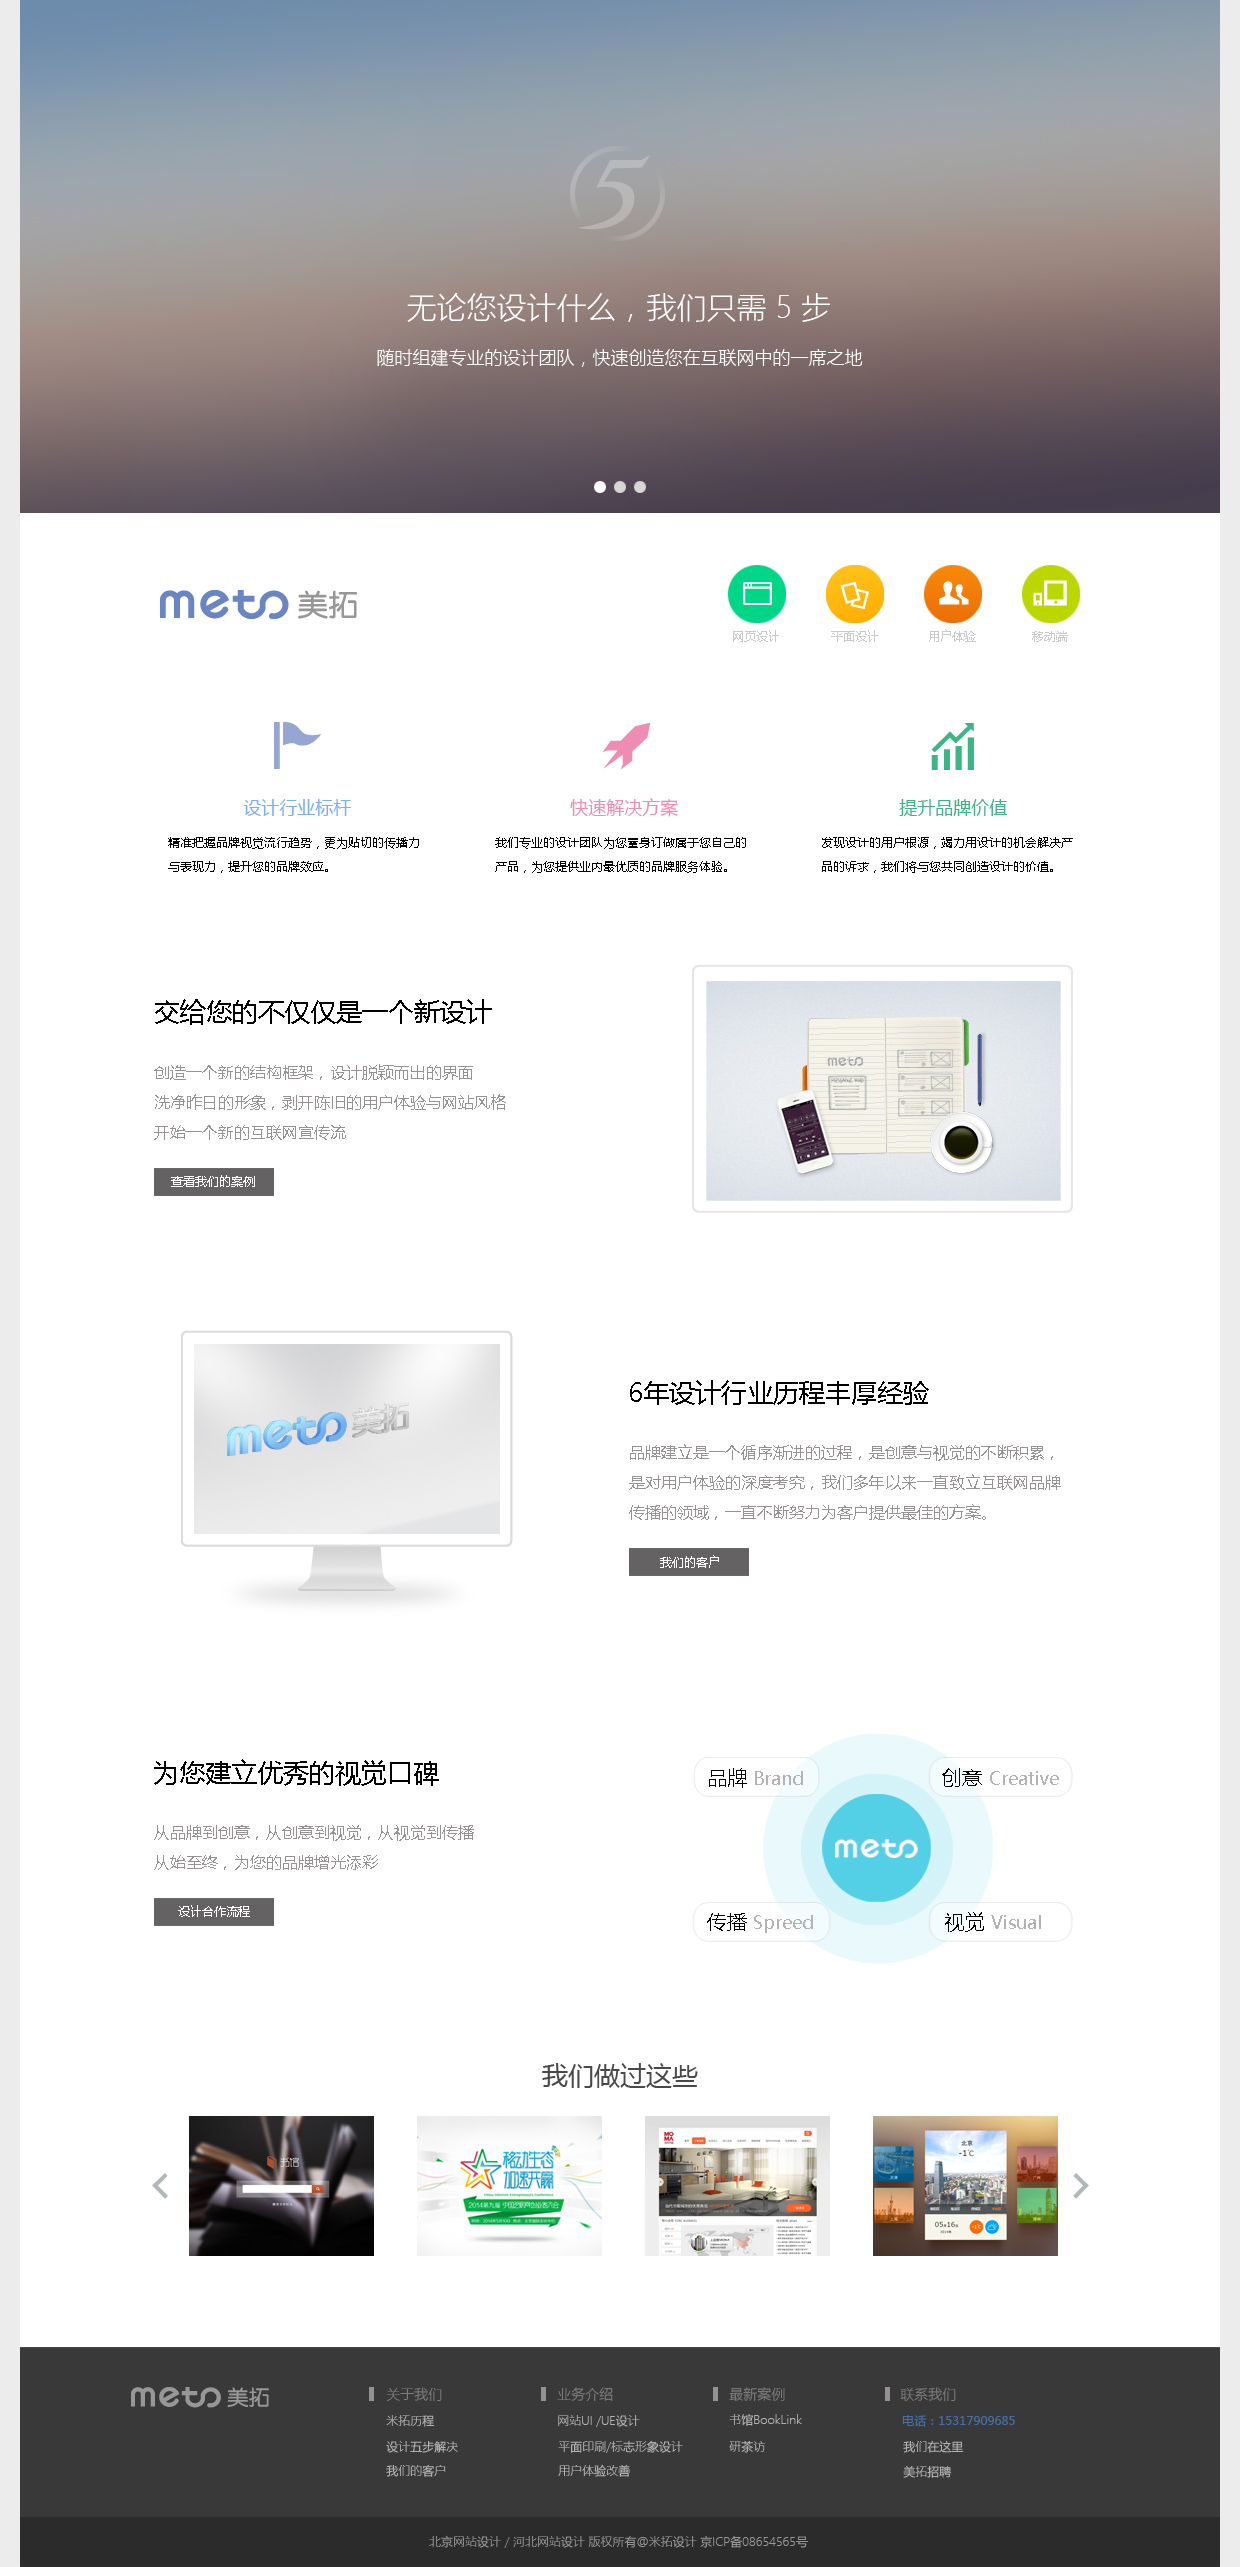 5
无论您设计什么，我们只需 5 步
随时组建专业的设计团队，快速创造您在互联网中的一席之地
meto 美拓
网页设计
平面设计
用户体验
移动端
设计行业标杆
精准把握品牌视觉流行趋势，更为贴切的传播力
与表现力，提升您的品牌效应。
快速解决方案
我们专业的设计团队为您量身订做属于您自己的
产品，为您提供业内最优质的品牌服务体验。
提升品牌价值
发现设计的用户根源，竭力用设计的机会解决产
品的诉求，我们将与您共同创造设计的价值。
交给您的不仅仅是一个新设计
创造一个新的结构框架，设计脱颖而出的界面
洗净昨日的形象，剥开陈旧的用户体验与网站风格
开始一个新的互联网宣传流
查看我们的案例
meto
meto 美拓
6年设计行业历程丰厚经验
品牌建立是一个循序渐进的过程，是创意与视觉的不断积累，
是对用户体验的深度考究，我们多年以来一直致立互联网品牌
传播的领域，一直不断努力为客户提供最佳的方案。
我们的客户
为您建立优秀的视觉口碑
从品牌到创意，从创意到视觉，从视觉到传播
从始至终，为您的品牌增光添彩
设计合作流程
品牌 Brand
创意 Creative
meto
传播 Spreed
视觉 Visual
我们做过这些
书馆
移动生态
加速共赢
MO
MA
北京
-1℃
05月16日
meto 美拓
关于我们
米拓历程
设计五步解决
我们的客户
业务介绍
网站UI /UE设计
平面印刷/标志形象设计
用户体验改善
最新案例
书馆BookLink
研茶访
联系我们
电话：15317909685
我们在这里
美拓招聘
北京网站设计 / 河北网站设计 版权所有@米拓设计 京ICP备08654565号